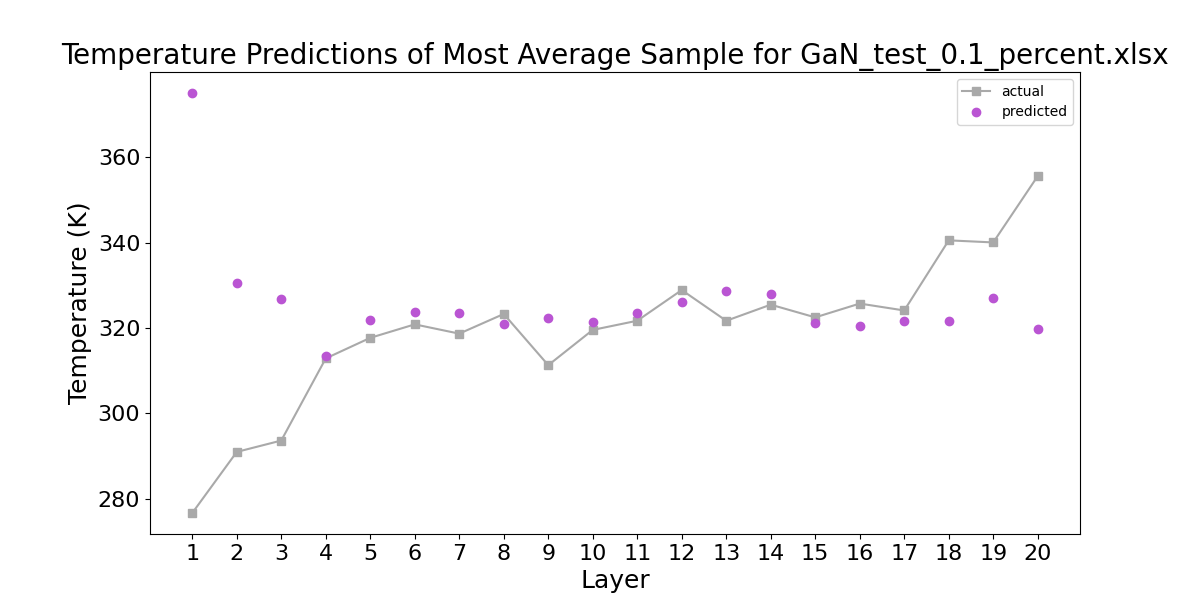 Temperature Predictions of Most Average Sample for GaN_test_0.1_percent.xlsx
actual
predicted
360
340
320
300
280
Temperature (K)
1 2 3 4 5 6 7 8 9 10 11 12 13 14 15 16 17 18 19 20
Layer